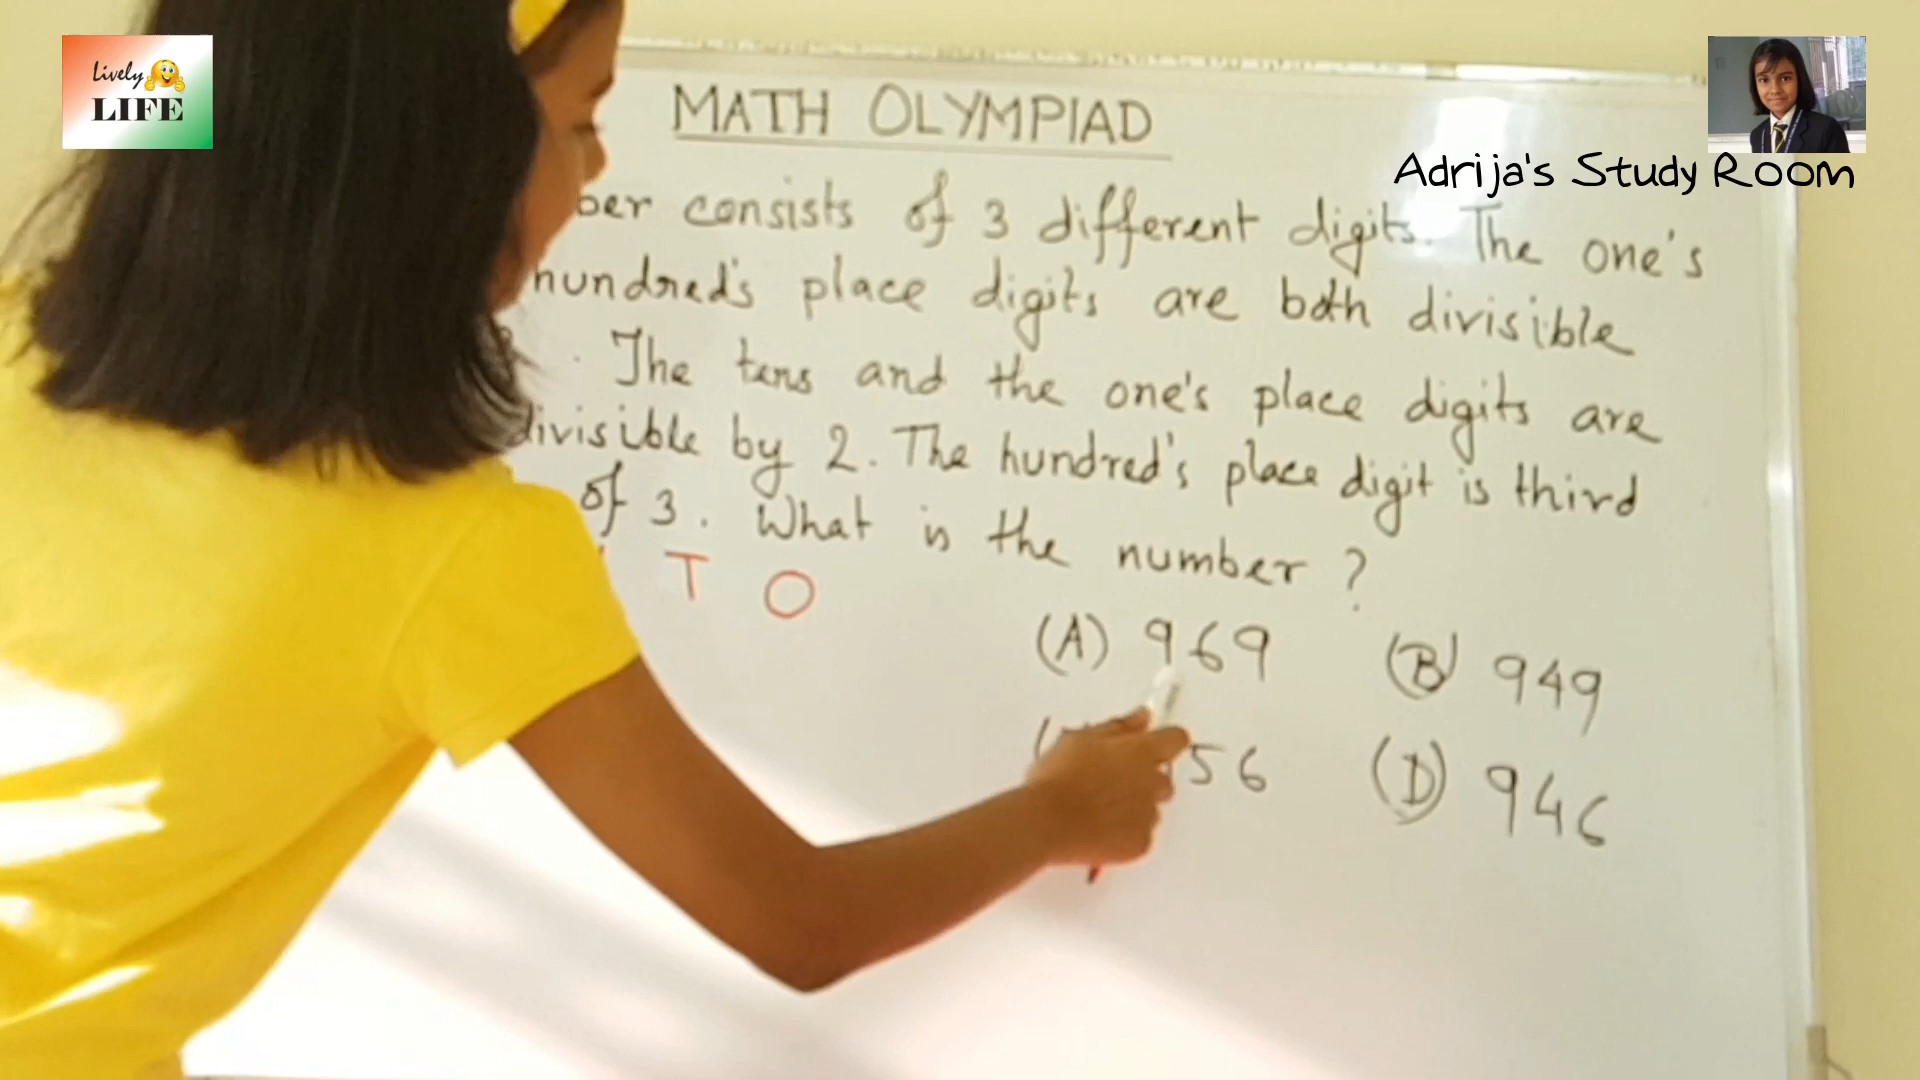 Lively
LIFE
Adrija's Study Room
MATH OLYMPIAD
consists of 3 different digits. The one's
hundred's place digits are both divisible
. The tens and the one's place digits are
divisible by 2. The hundred's place digit is third
of 3. What is the number?
T O
(A) 969 (B) 949
56 (D) 946